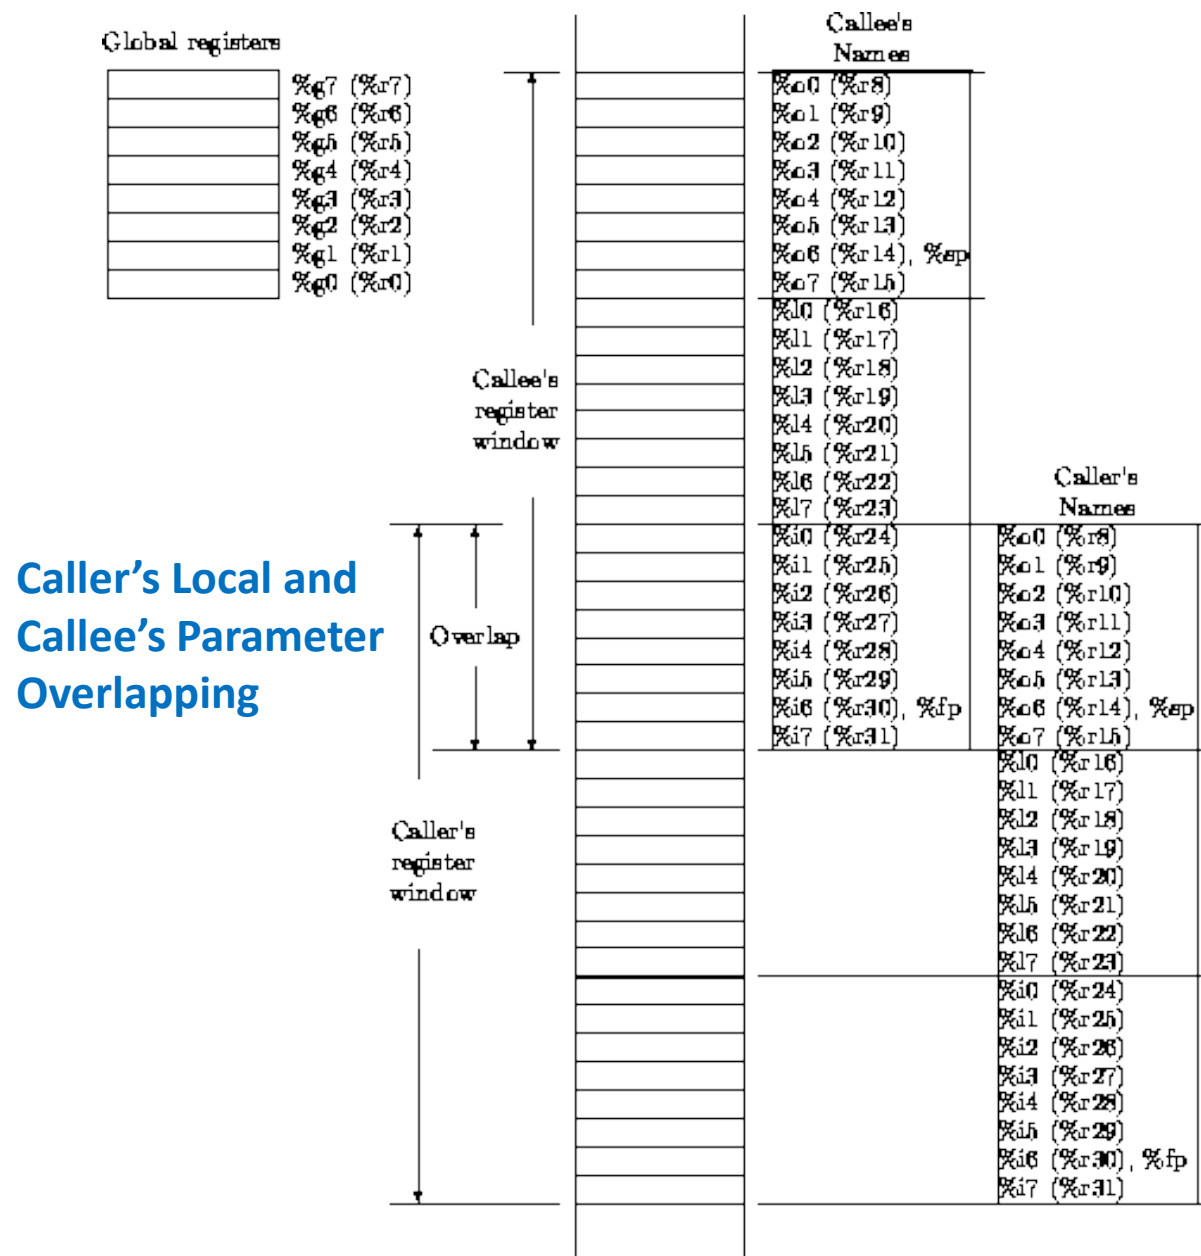 Global registers
%g7 (%r7)
%g6 (%r6)
%g5 (%r5)
%g4 (%r4)
%g3 (%r3)
%g2 (%r2)
%g1 (%r1)
%g0 (%r0)
Callee's
Names
%o0 (%r8)
%o1 (%r9)
%o2 (%r10)
%o3 (%r11)
%o4 (%r12)
%o5 (%r13)
%o6 (%r14), %sp
%o7 (%r15)
%l0 (%r16)
%l1 (%r17)
%l2 (%r18)
%l3 (%r19)
%l4 (%r20)
%l5 (%r21)
%l6 (%r22)
%l7 (%r23)
%i0 (%r24)
%i1 (%r25)
%i2 (%r26)
%i3 (%r27)
%i4 (%r28)
%i5 (%r29)
%i6 (%r30), %fp
%i7 (%r31)
Callee's
register
window
Caller's Local and
Callee's Parameter
Overlapping
Overlap
Caller's
register
window
Caller's
Names
%o0 (%r8)
%o1 (%r9)
%o2 (%r10)
%o3 (%r11)
%o4 (%r12)
%o5 (%r13)
%o6 (%r14), %sp
%o7 (%r15)
%l0 (%r16)
%l1 (%r17)
%l2 (%r18)
%l3 (%r19)
%l4 (%r20)
%l5 (%r21)
%l6 (%r22)
%l7 (%r23)
%i0 (%r24)
%i1 (%r25)
%i2 (%r26)
%i3 (%r27)
%i4 (%r28)
%i5 (%r29)
%i6 (%r30), %fp
%i7 (%r31)